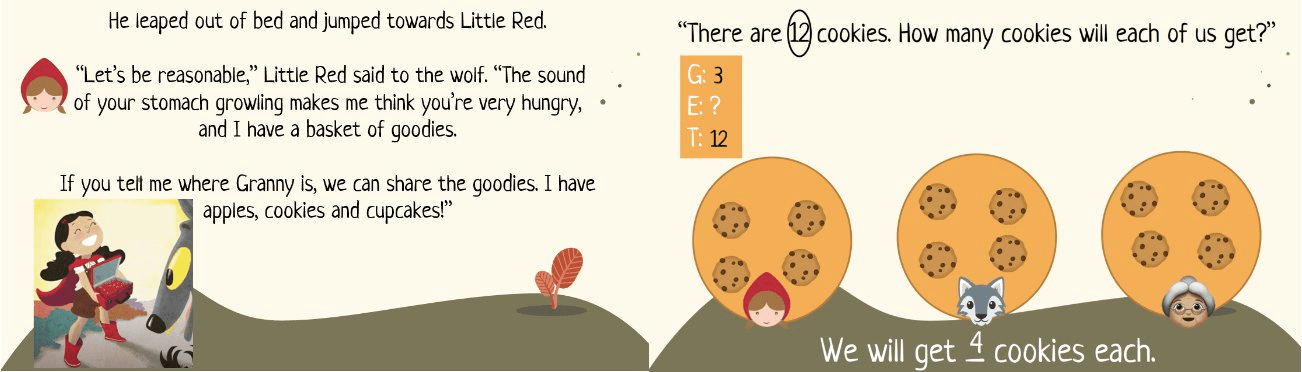 He leaped out of bed and jumped towards Little Red.
“Let’s be reasonable,” Little Red said to the wolf. “The sound
of your stomach growling makes me think you’re very hungry,
and I have a basket of goodies.
If you tell me where Granny is, we can share the goodies. I have
apples, cookies and cupcakes!”
“There are 12 cookies. How many cookies will each of us get?”
G: 3
E: ?
T: 12
We will get 4 cookies each.